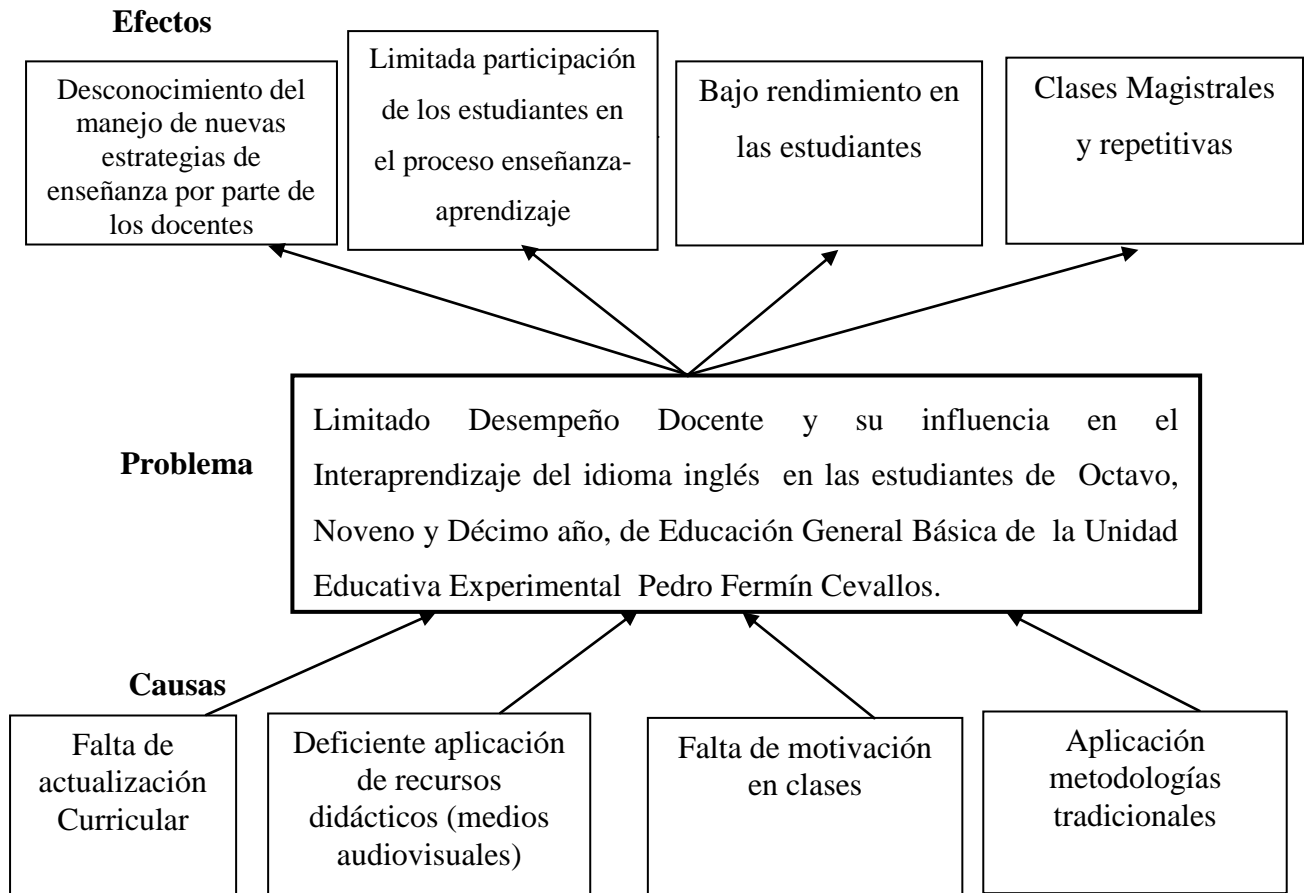 Efectos
Desconocimiento del
manejo de nuevas
estrategias de
enseñanza por parte de
los docentes
Limitada participación
de los estudiantes en
el proceso enseñanza-
aprendizaje
Bajo rendimiento en
las estudiantes
Clases Magistrales
y repetitivas
Problema
Limitado Desempeño Docente y su influencia en el
Interaprendizaje del idioma inglés en las estudiantes de Octavo,
Noveno y Décimo año, de Educación General Básica de la Unidad
Educativa Experimental Pedro Fermín Cevallos.
Causas
Falta de
actualización
Curricular
Deficiente aplicación
de recursos
didácticos (medios
audiovisuales)
Falta de motivación
en clases
Aplicación
metodologías
tradicionales